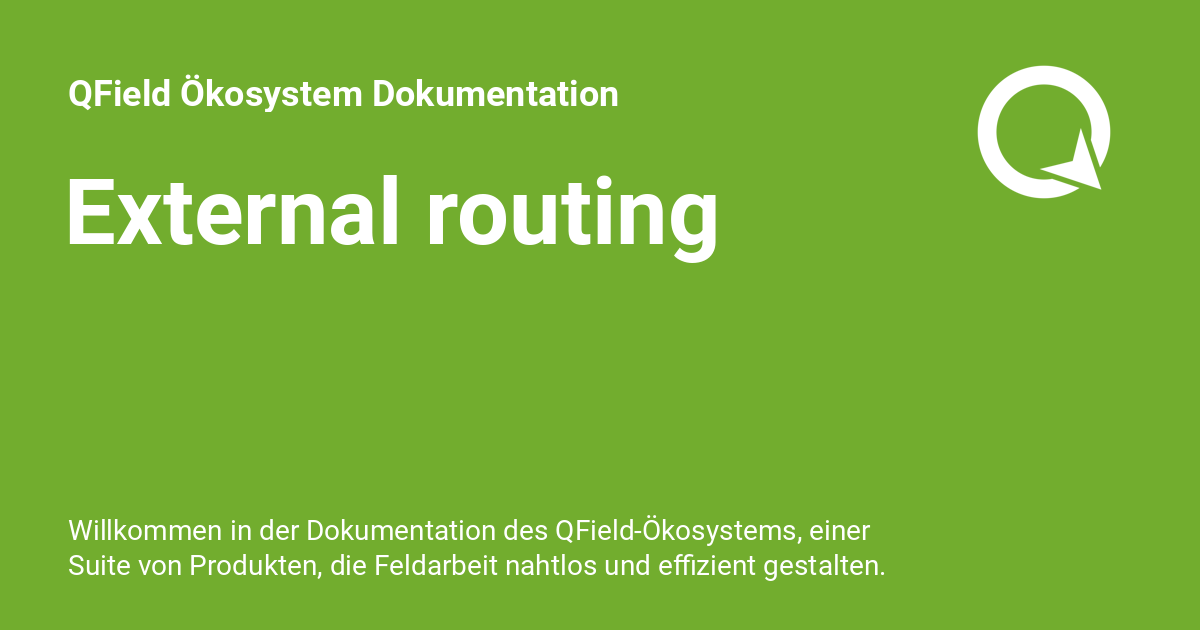 QField Ökosystem Dokumentation
External routing
Willkommen in der Dokumentation des QField-Ökosystems, einer
Suite von Produkten, die Feldarbeit nahtlos und effizient gestalten.